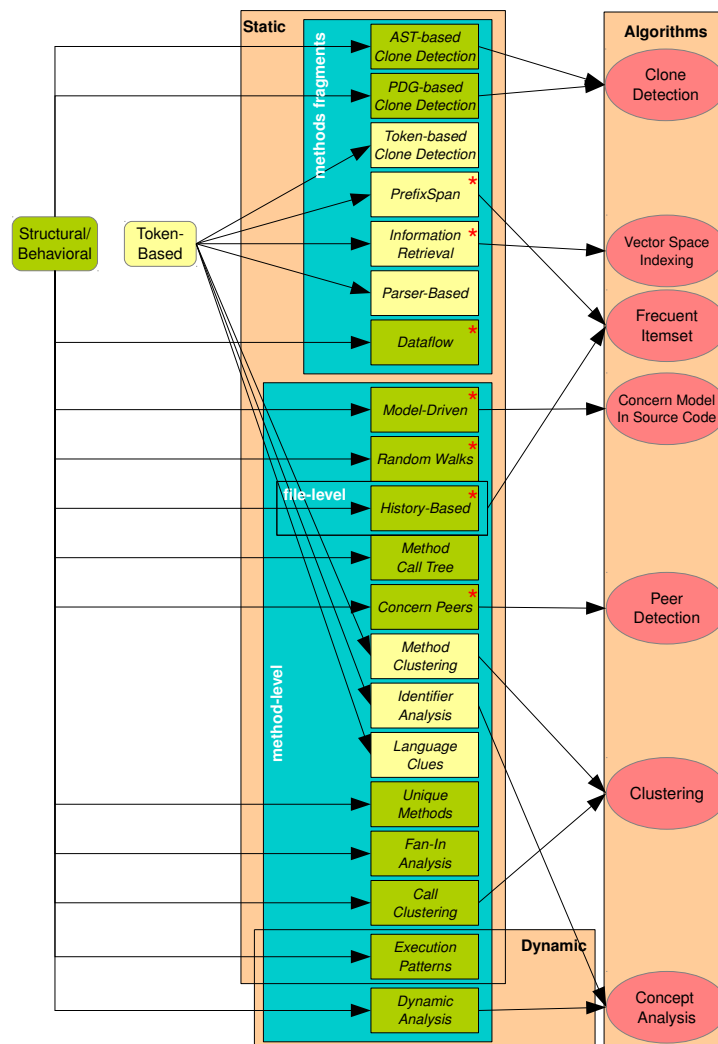 Static
Algorithms
methods fragments
AST-based
Clone Detection
PDG-based
Clone Detection
Token-based
Clone Detection
*
PrefixSpan
*
Information
Retrieval
Parser-Based
*
Dataflow
Structural/
Behavioral
Token-
Based
Clone
Detection
Vector Space
Indexing
Frecuent
Itemset
Concern Model
In Source Code
*
Model-Driven
*
Random Walks
file-level
*
History-Based
Method
Call Tree
*
Concern Peers
Peer
Detection
method-level
Method
Clustering
Identifier
Analysis
Language
Clues
Unique
Methods
Clustering
Fan-In
Analysis
Call
Clustering
Execution
Patterns
Dynamic
Dynamic
Analysis
Concept
Analysis